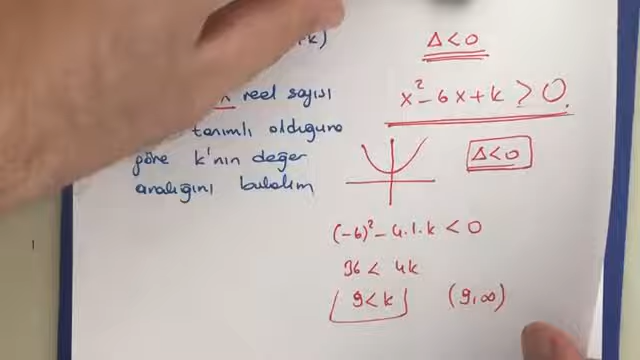 k)
Δ<0
x reel sayısı
x²-6x+k>0
tanımlı olduğuna
göre k'nın değer
Δ<0
aralığını bulalım
(-6)²-4.1.k<0
36<4k
9<k (9,∞)